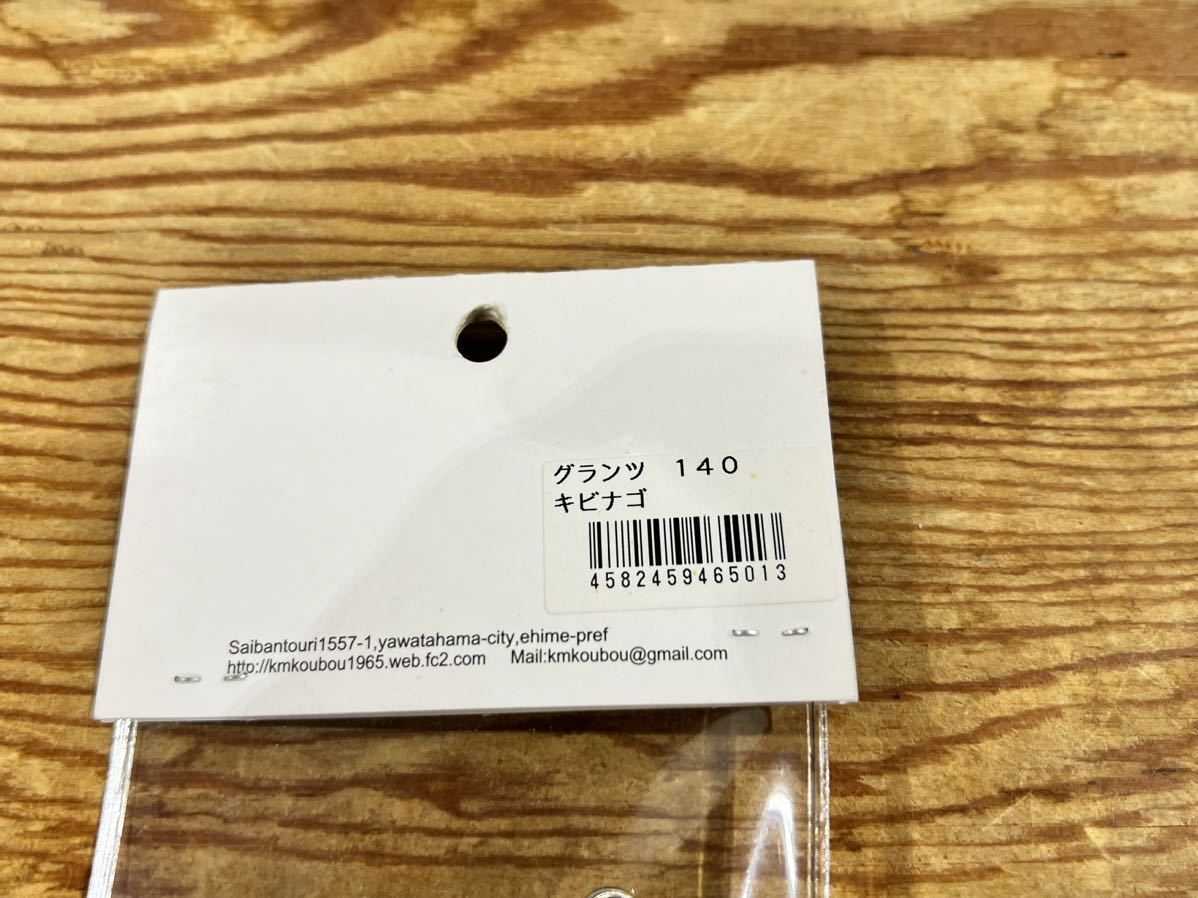 グランツ　１４０
キビナゴ
4582459465013
Saibantouri1557-1,yawatahama-city,ehime-pref
http://kmkoubou1965.web.fc2.com Mail:kmkoubou@gmail.com